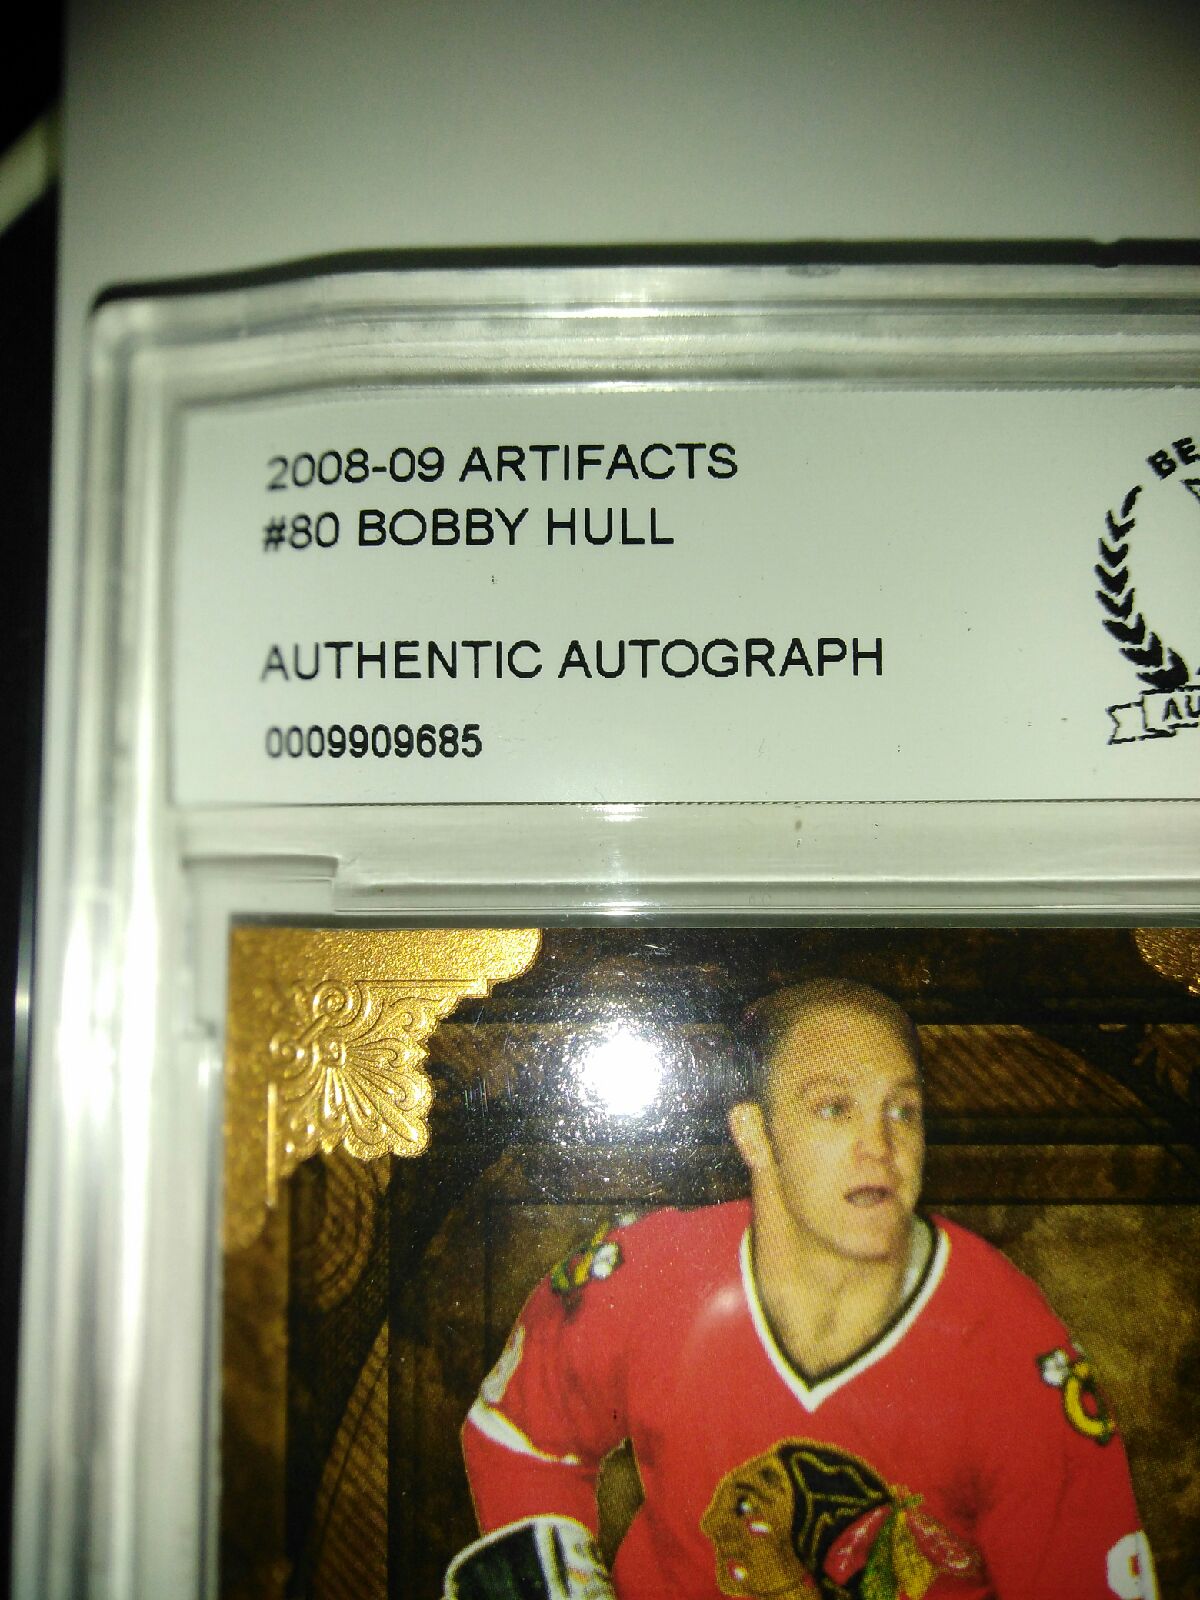 2008-09 ARTIFACTS
#80 BOBBY HULL
AUTHENTIC AUTOGRAPH
0009909685